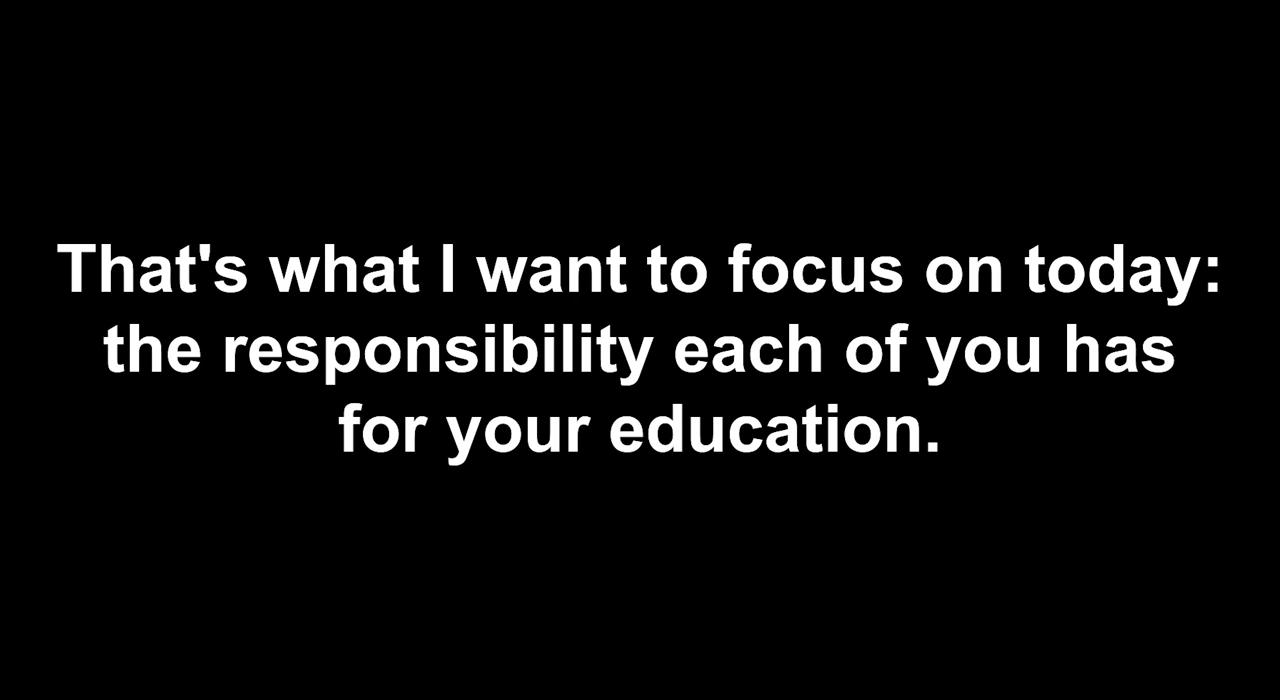 That's what I want to focus on today:
the responsibility each of you has
for your education.